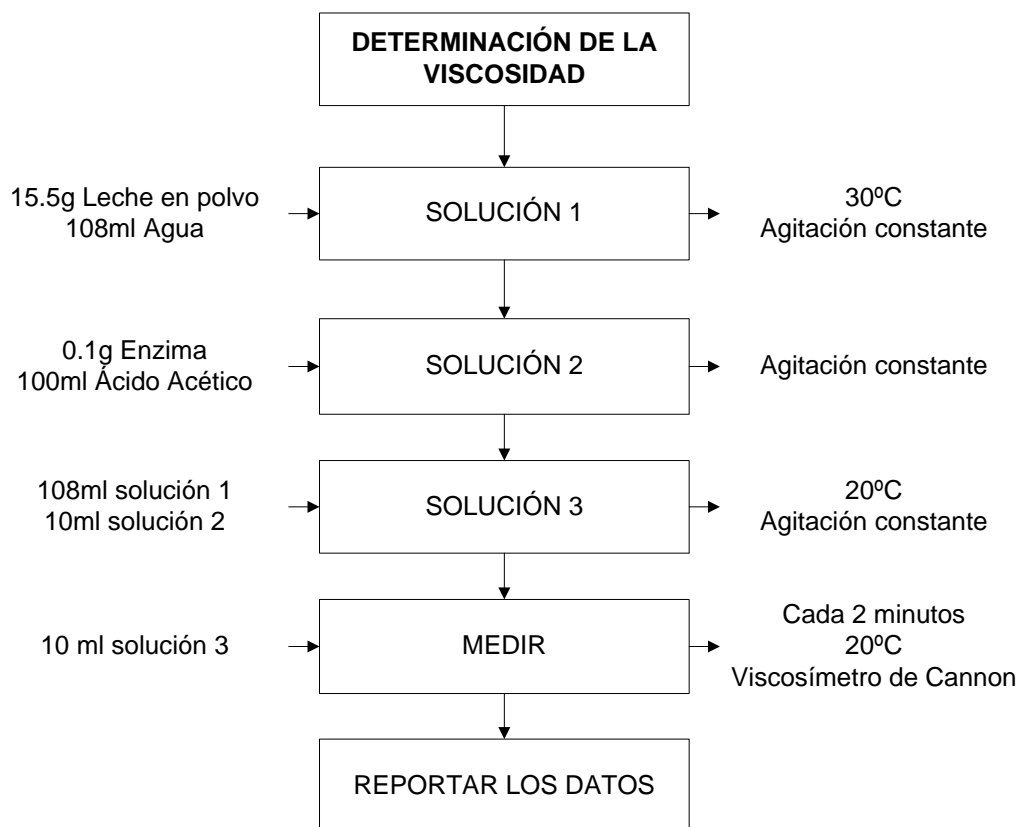 DETERMINACIÓN DE LA
VISCOSIDAD
15.5g Leche en polvo
108ml Agua
SOLUCIÓN 1
30ºC
Agitación constante
0.1g Enzima
100ml Ácido Acético
SOLUCIÓN 2
Agitación constante
108ml solución 1
10ml solución 2
SOLUCIÓN 3
20ºC
Agitación constante
10 ml solución 3
MEDIR
Cada 2 minutos
20ºC
Viscosímetro de Cannon
REPORTAR LOS DATOS